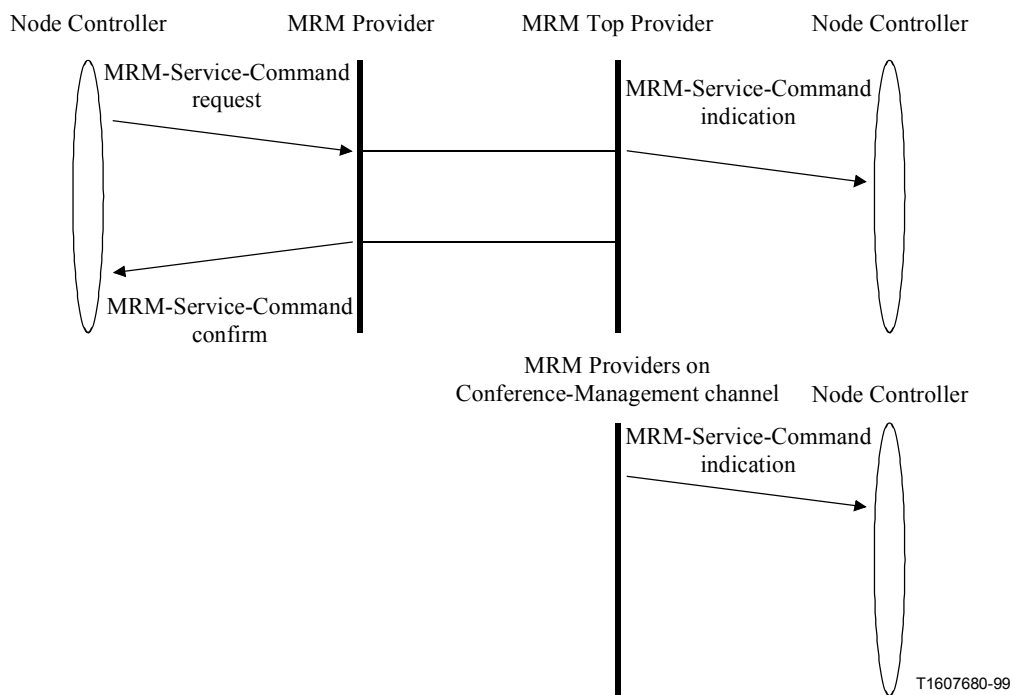 Node Controller
MRM Provider
MRM Top Provider
Node Controller
MRM-Service-Command
request
MRM-Service-Command
indication
MRM-Service-Command
confirm
MRM Providers on
Conference-Management channel
Node Controller
MRM-Service-Command
indication
T1607680-99